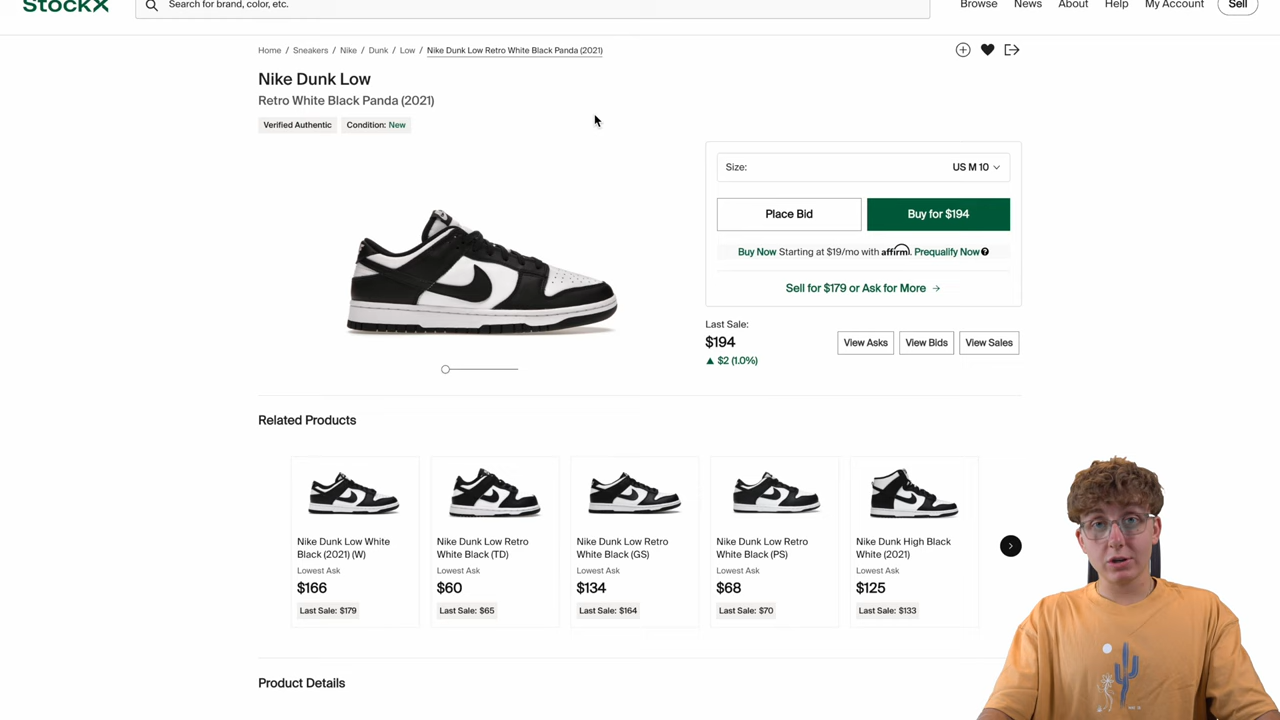 StockX
Search for brand, color, etc.
Browse News About Help My Account Sell
Home / Sneakers / Nike / Dunk / Low / Nike Dunk Low Retro White Black Panda (2021)
Nike Dunk Low
Retro White Black Panda (2021)
Verified Authentic Condition: New
Size: US M 10
Place Bid Buy for $194
Buy Now Starting at $19/mo with affirm. Prequalify Now
Sell for $179 or Ask for More →
Last Sale:
$194 View Asks View Bids View Sales
▲ $2 (1.0%)
Related Products
Nike Dunk Low White
Black (2021) (W)
Lowest Ask
$166
Last Sale: $179
Nike Dunk Low Retro
White Black (TD)
Lowest Ask
$60
Last Sale: $65
Nike Dunk Low Retro
White Black (GS)
Lowest Ask
$134
Last Sale: $164
Nike Dunk Low Retro
White Black (PS)
Lowest Ask
$68
Last Sale: $70
Nike Dunk High Black
White (2021)
Lowest Ask
$125
Last Sale: $133
Product Details